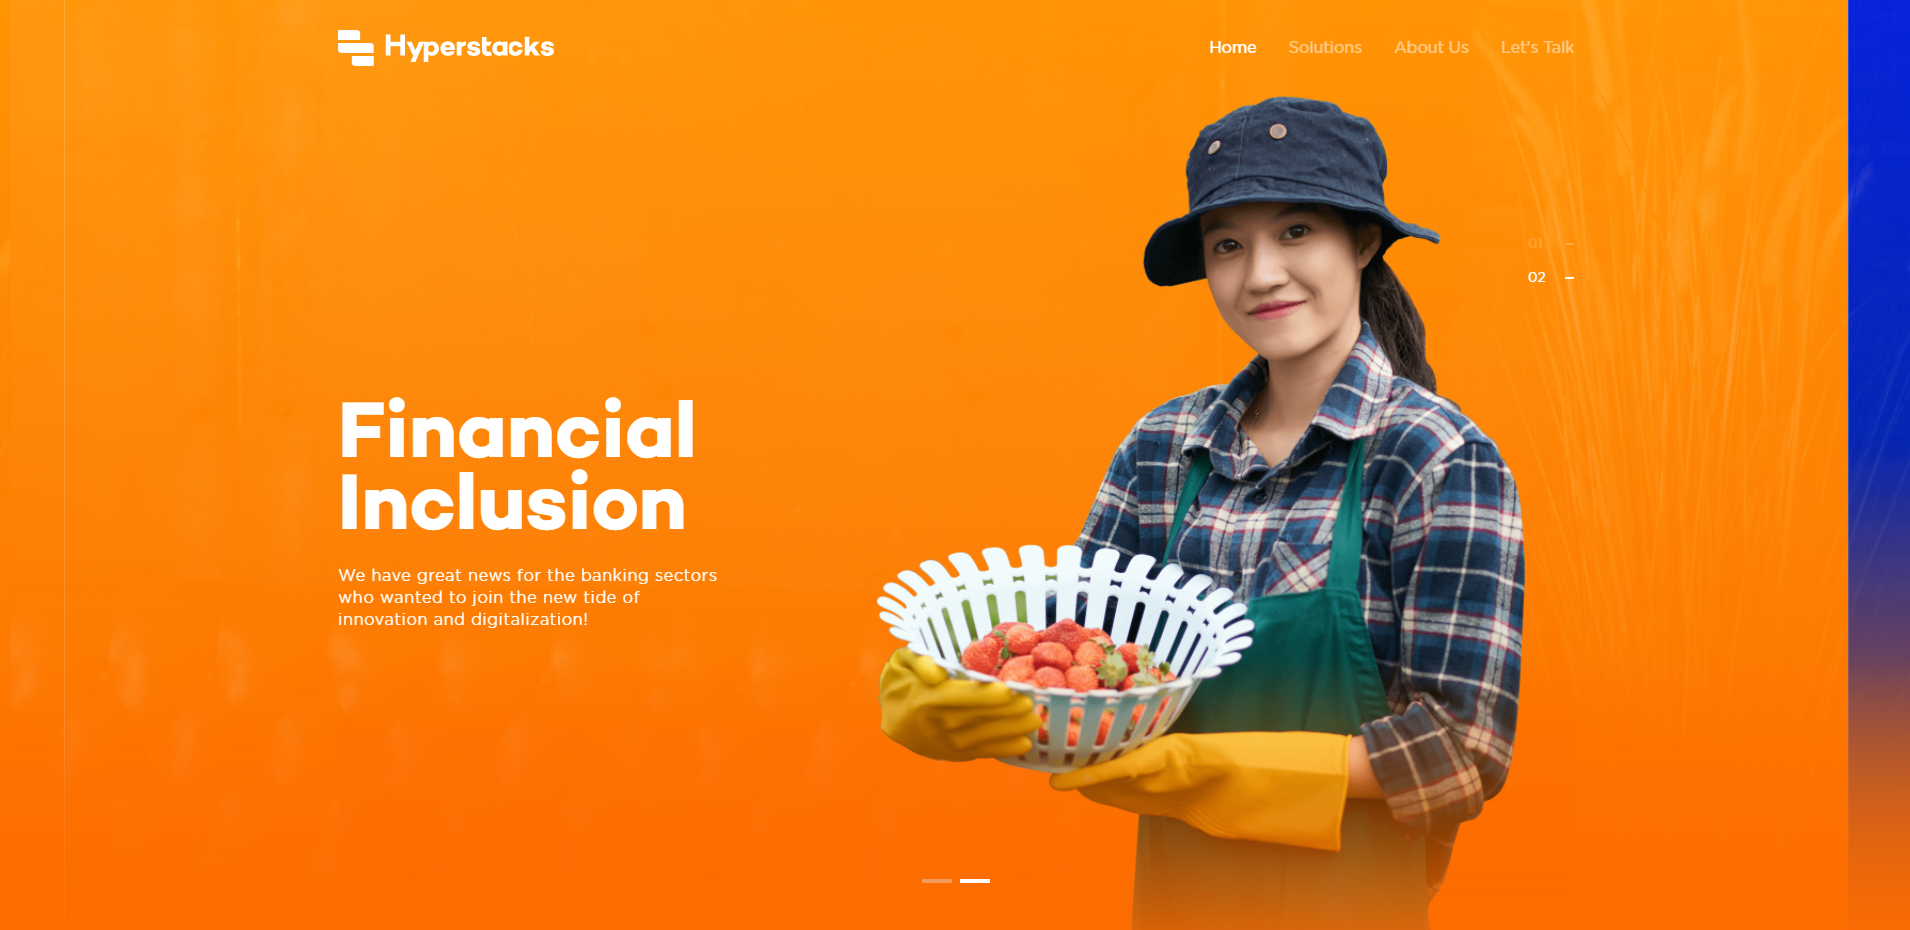 Hyperstacks
Home Solutions About Us Let's Talk
01
02
Financial
Inclusion
We have great news for the banking sectors
who wanted to join the new tide of
innovation and digitalization!